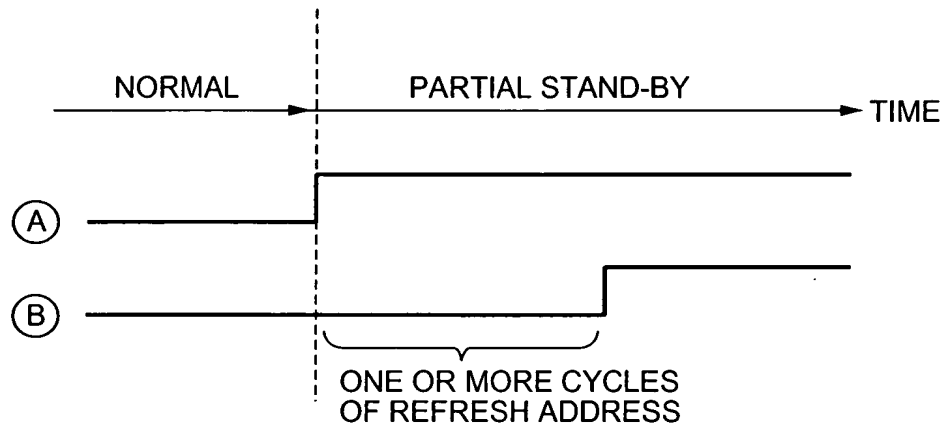 NORMAL
PARTIAL STAND-BY
TIME
A
B
ONE OR MORE CYCLES
OF REFRESH ADDRESS